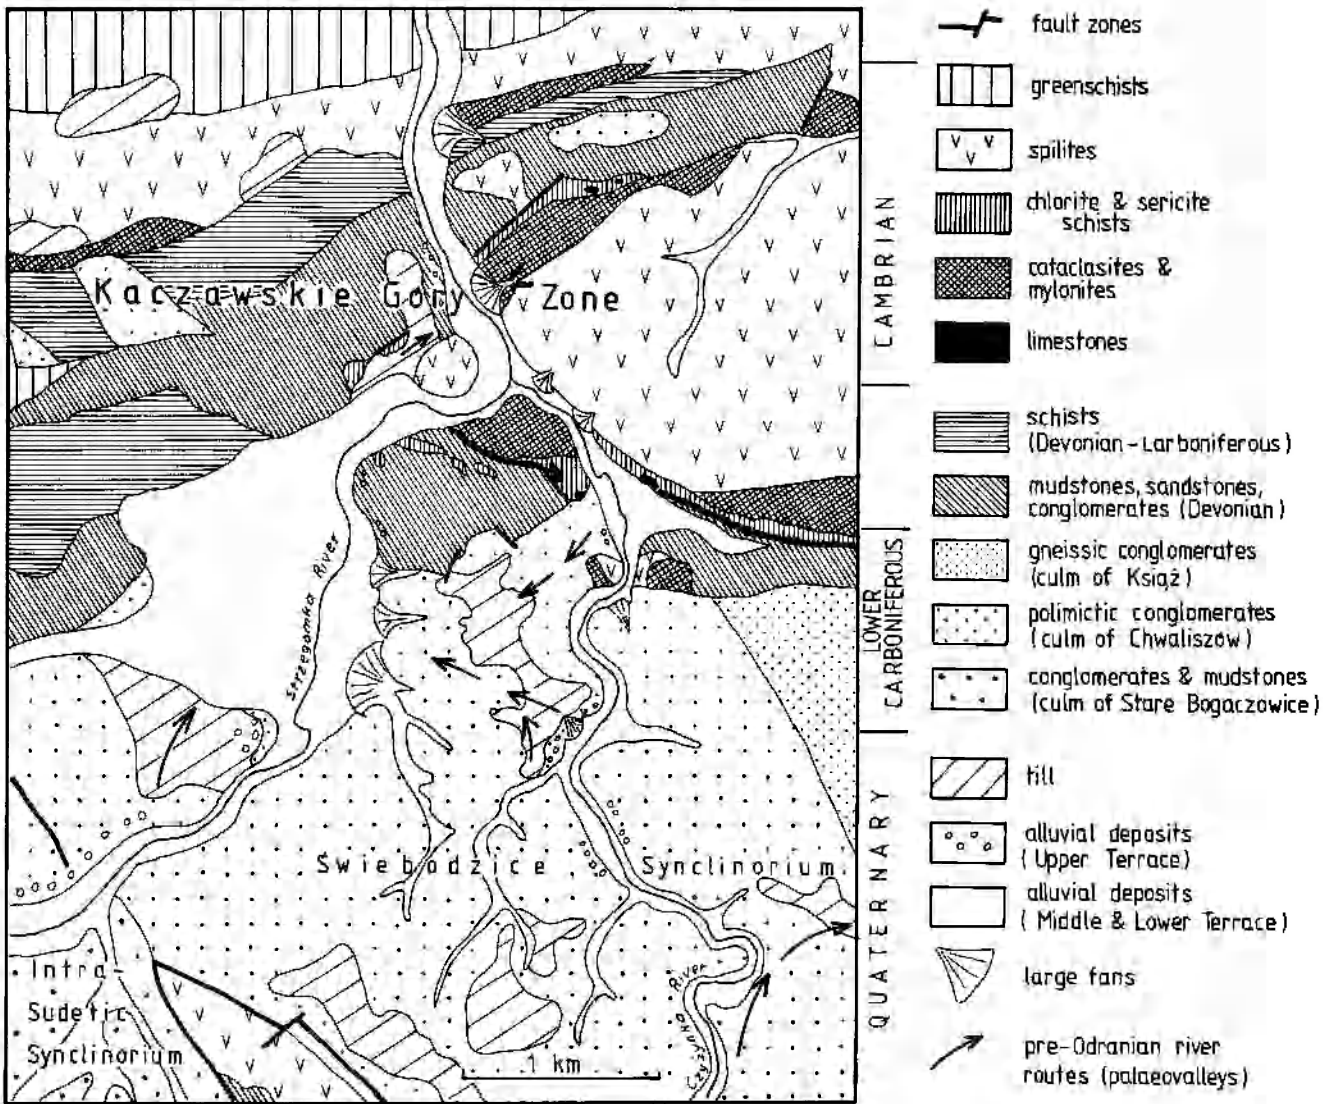 Kaczawskie Góry Zone
Strzegomka River
Świebodzice Synclinorium
Intra-
Sudetic
Synclinorium
1 km
Czyżynka River
fault zones
greenschists
spilites
chlorite & sericite
schists
cataclasites &
mylonites
limestones
CAMBRIAN
schists
(Devonian-Carboniferous)
mudstones, sandstones,
conglomerates (Devonian)
gneissic conglomerates
(culm of Książ)
polimictic conglomerates
(culm of Chwaliszów)
conglomerates & mudstones
(culm of Stare Bogaczowice)
LOWER
CARBONIFEROUS
till
alluvial deposits
(Upper Terrace)
alluvial deposits
(Middle & Lower Terrace)
large fans
pre-Odranian river
routes (palaeovalleys)
QUATERNARY